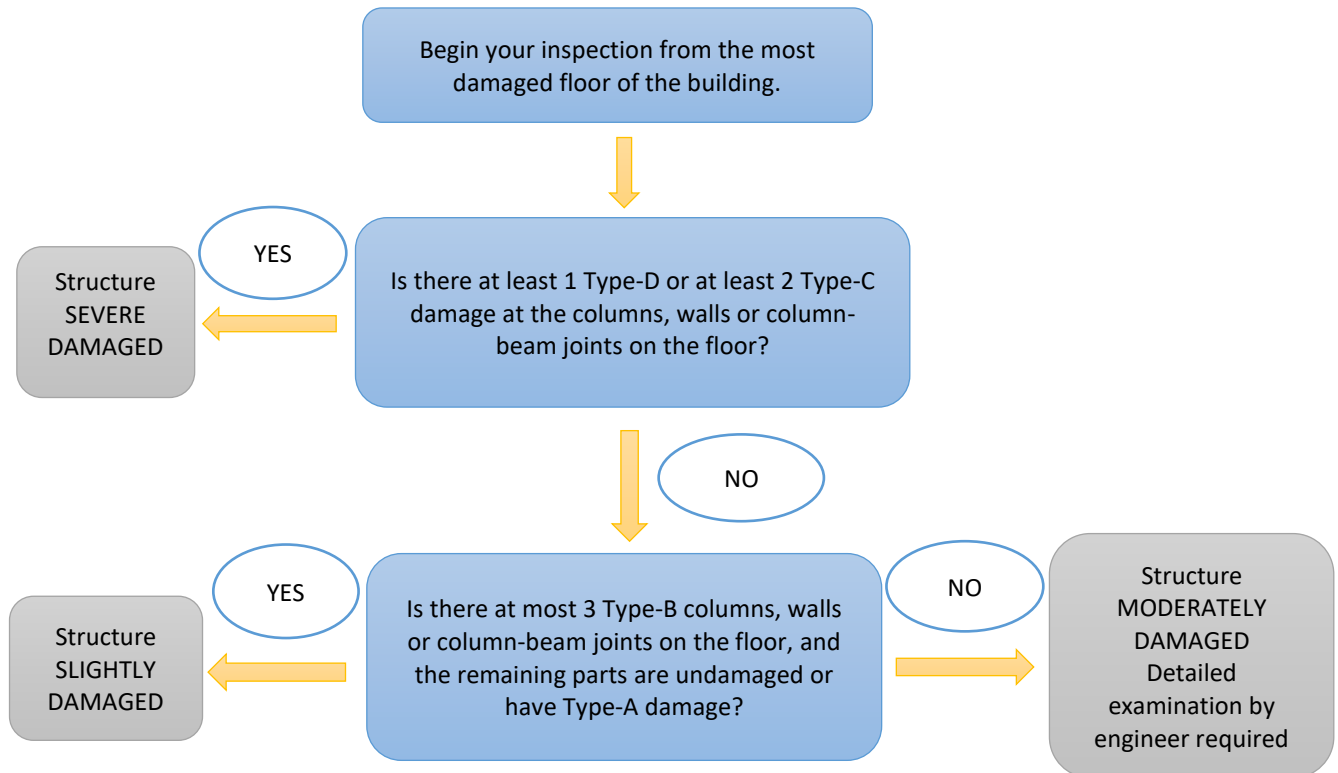 Begin your inspection from the most
damaged floor of the building.
YES
Structure
SEVERE
DAMAGED
Is there at least 1 Type-D or at least 2 Type-C
damage at the columns, walls or column-
beam joints on the floor?
NO
YES
Structure
SLIGHTLY
DAMAGED
Is there at most 3 Type-B columns, walls
or column-beam joints on the floor, and
the remaining parts are undamaged or
have Type-A damage?
NO
Structure
MODERATELY
DAMAGED
Detailed
examination by
engineer required